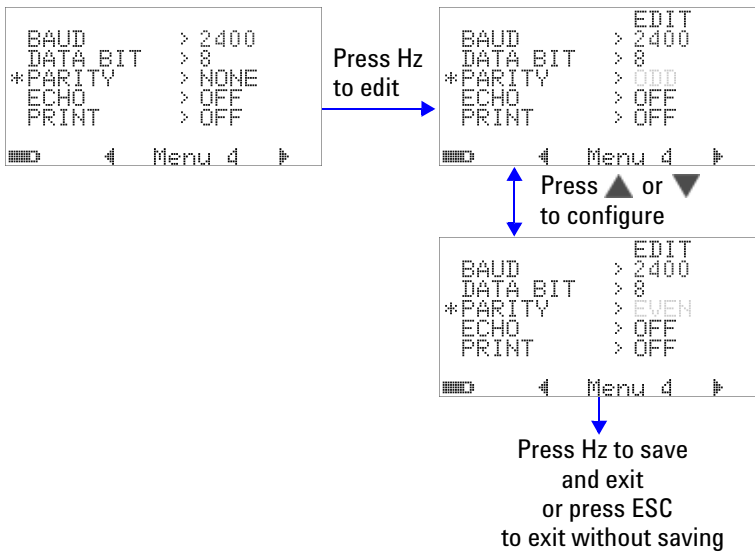 BAUD > 2400
DATA BIT > 8
*PARITY > NONE
ECHO > OFF
PRINT > OFF
Menu 4
Press Hz
to edit
EDIT
BAUD > 2400
DATA BIT > 8
*PARITY > ODD
ECHO > OFF
PRINT > OFF
Menu 4
Press ▲ or ▼
to configure
EDIT
BAUD > 2400
DATA BIT > 8
*PARITY > EVEN
ECHO > OFF
PRINT > OFF
Menu 4
Press Hz to save
and exit
or press ESC
to exit without saving